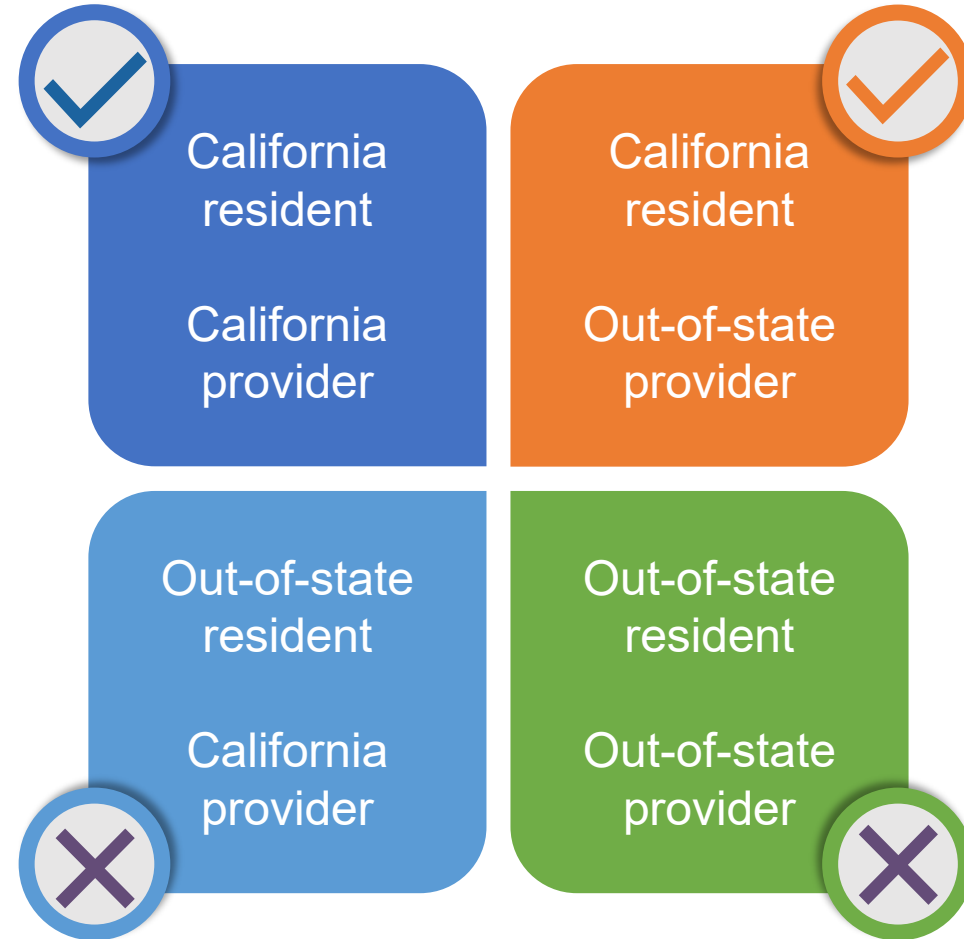 California
resident
California
provider
California
resident
Out-of-state
provider
Out-of-state
resident
California
provider
Out-of-state
resident
Out-of-state
provider